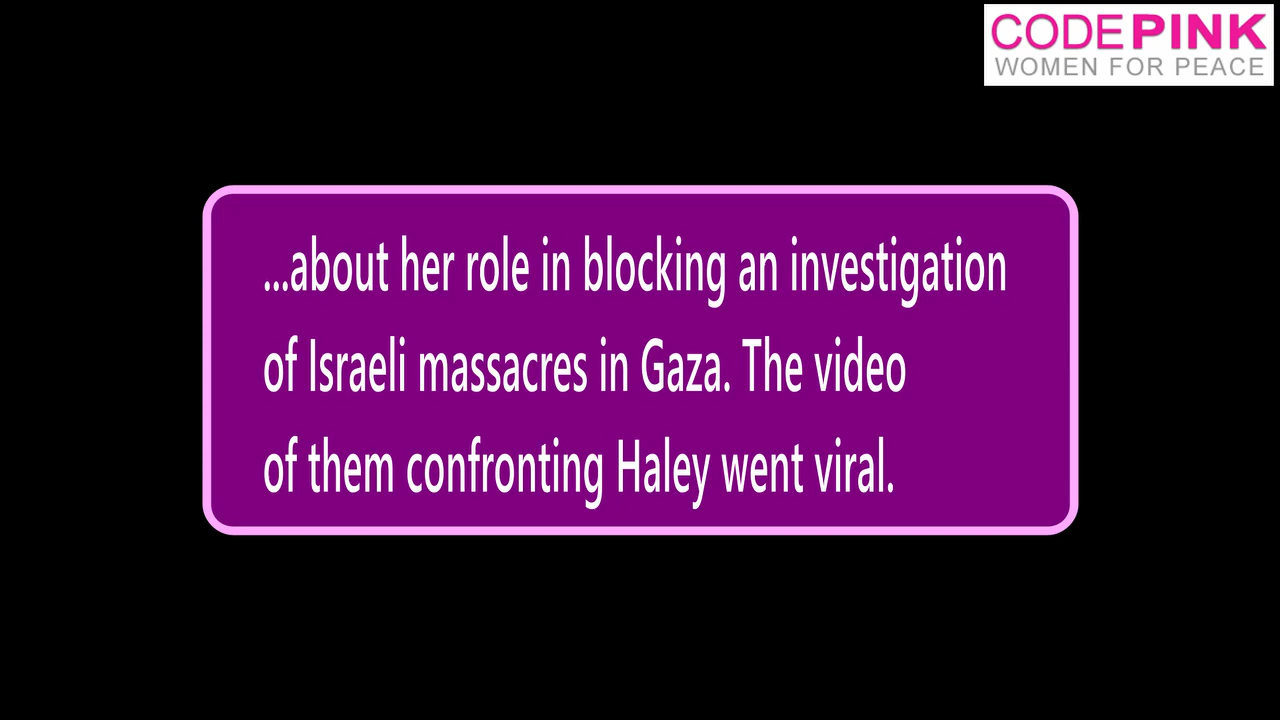 CODEPINK
WOMEN FOR PEACE
...about her role in blocking an investigation
of Israeli massacres in Gaza. The video
of them confronting Haley went viral.